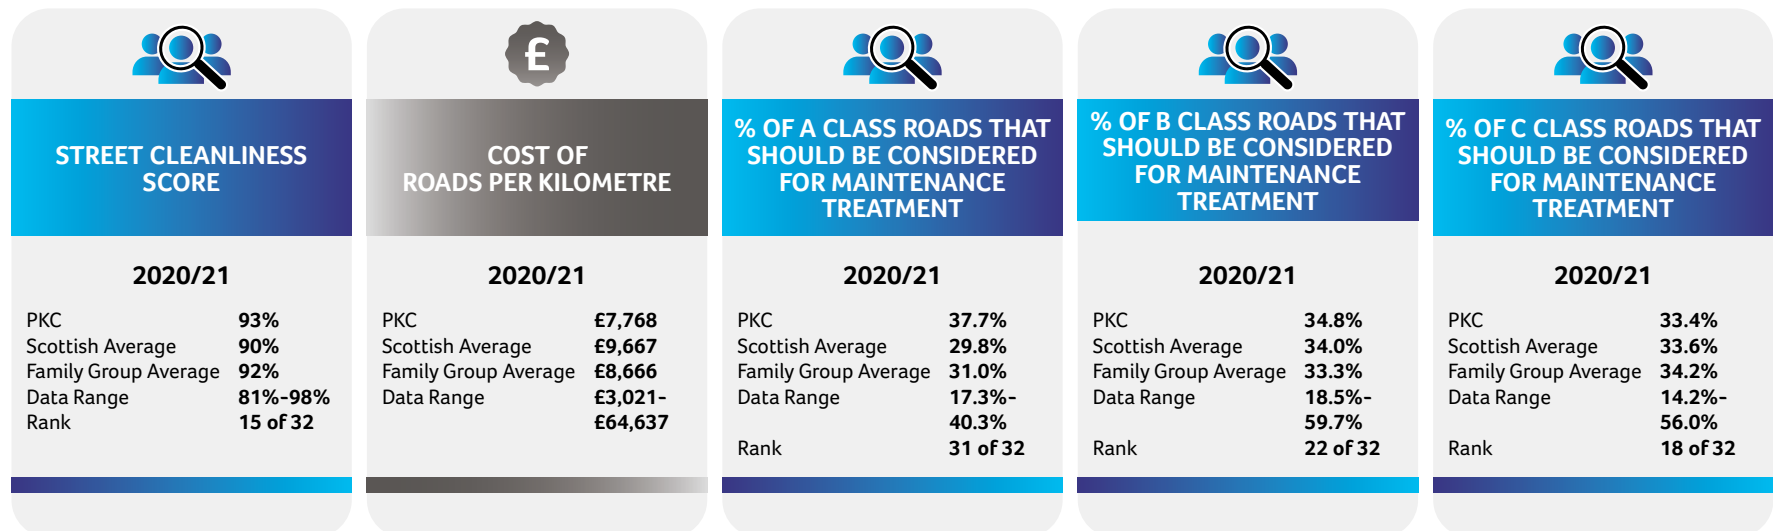 STREET CLEANLINESS
SCORE
2020/21
PKC 93%
Scottish Average 90%
Family Group Average 92%
Data Range 81%-98%
Rank 15 of 32
£
COST OF
ROADS PER KILOMETRE
2020/21
PKC £7,768
Scottish Average £9,667
Family Group Average £8,666
Data Range £3,021-
£64,637
% OF A CLASS ROADS THAT
SHOULD BE CONSIDERED
FOR MAINTENANCE
TREATMENT
2020/21
PKC 37.7%
Scottish Average 29.8%
Family Group Average 31.0%
Data Range 17.3%-
40.3%
Rank 31 of 32
% OF B CLASS ROADS THAT
SHOULD BE CONSIDERED
FOR MAINTENANCE
TREATMENT
2020/21
PKC 34.8%
Scottish Average 34.0%
Family Group Average 33.3%
Data Range 18.5%-
59.7%
Rank 22 of 32
% OF C CLASS ROADS THAT
SHOULD BE CONSIDERED
FOR MAINTENANCE
TREATMENT
2020/21
PKC 33.4%
Scottish Average 33.6%
Family Group Average 34.2%
Data Range 14.2%-
56.0%
Rank 18 of 32